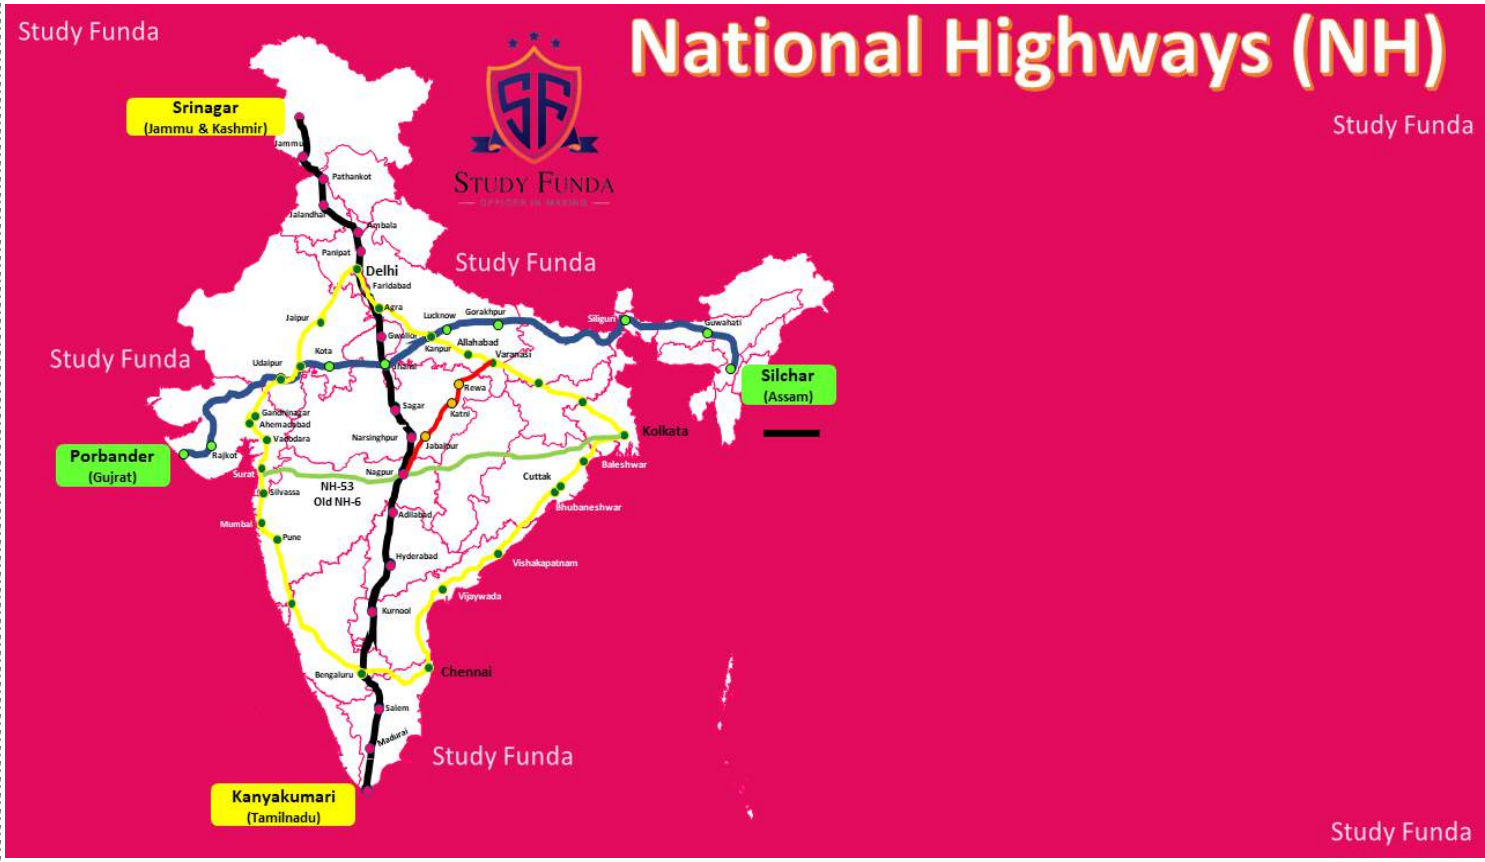 Study Funda
National Highways (NH)
SF
STUDY FUNDA
OFFICER IN MAKING
Study Funda
Srinagar
(Jammu & Kashmir)
Jammu
Pathankot
Jalandhar
Ambala
Panipat
Delhi
Faridabad
Study Funda
Agra
Jaipur
Lucknow
Gorakhpur
Siliguri
Guwahati
Gwalior
Kanpur
Allahabad
Varanasi
Study Funda
Udaipur
Kota
Jhansi
Silchar
(Assam)
Rewa
Katni
Sagar
Gandhinagar
Ahemadabad
Vadodara
Narsinghpur
Jabalpur
Kolkata
Porbander
(Gujrat)
Rajkot
Surat
Nagpur
Baleshwar
NH-53
Old NH-6
Silvassa
Cuttak
Bhubaneshwar
Mumbai
Adilabad
Pune
Hyderabad
Vishakapatnam
Vijaywada
Kurnool
Bengaluru
Chennai
Salem
Madurai
Study Funda
Kanyakumari
(Tamilnadu)
Study Funda